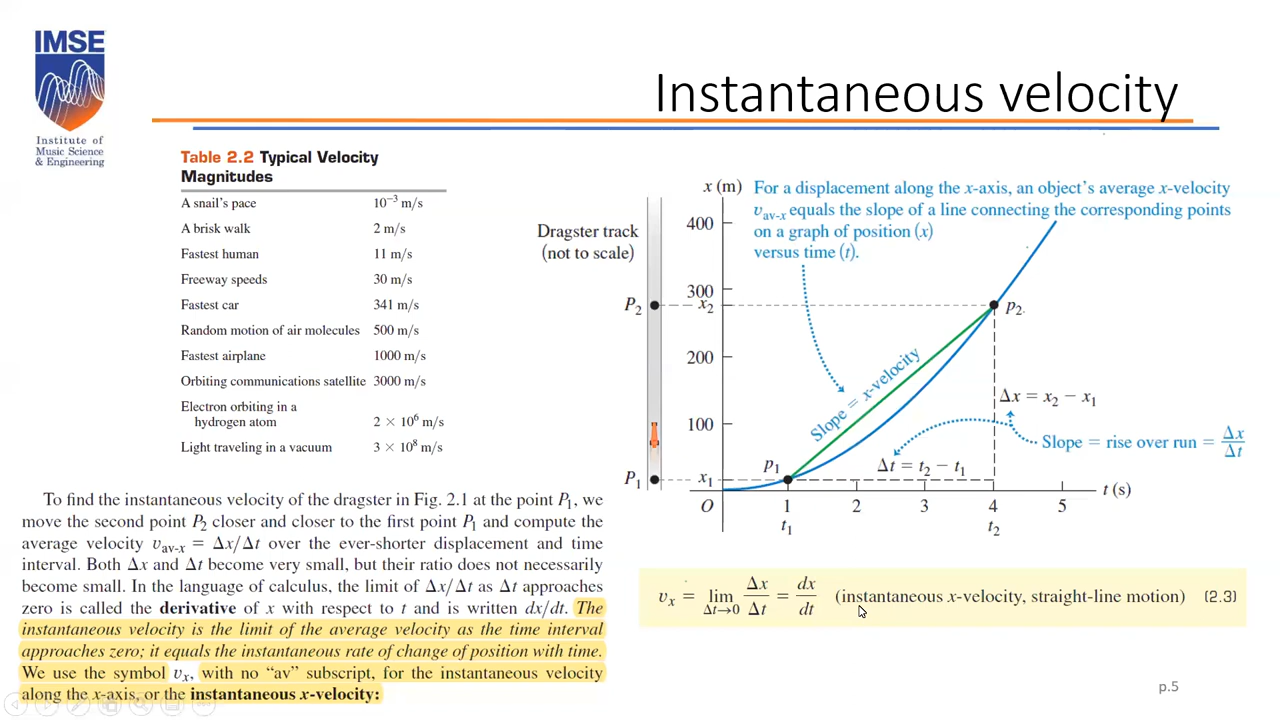 IMSE
Institute of
Music Science
& Engineering
Instantaneous velocity
Table 2.2 Typical Velocity
Magnitudes
A snail's pace 10⁻³ m/s
A brisk walk 2 m/s
Fastest human 11 m/s
Freeway speeds 30 m/s
Fastest car 341 m/s
Random motion of air molecules 500 m/s
Fastest airplane 1000 m/s
Orbiting communications satellite 3000 m/s
Electron orbiting in a
hydrogen atom 2 × 10⁶ m/s
Light traveling in a vacuum 3 × 10⁸ m/s
To find the instantaneous velocity of the dragster in Fig. 2.1 at the point P₁, we
move the second point P₂ closer and closer to the first point P₁ and compute the
average velocity υav-x = Δx/Δt over the ever-shorter displacement and time
interval. Both Δx and Δt become very small, but their ratio does not necessarily
become small. In the language of calculus, the limit of Δx/Δt as Δt approaches
zero is called the derivative of x with respect to t and is written dx/dt. The
instantaneous velocity is the limit of the average velocity as the time interval
approaches zero; it equals the instantaneous rate of change of position with time.
We use the symbol υx, with no “av” subscript, for the instantaneous velocity
along the x-axis, or the instantaneous x-velocity:
Dragster track
(not to scale)
P₂
P₁
x (m)
For a displacement along the x-axis, an object's average x-velocity
υav-x equals the slope of a line connecting the corresponding points
on a graph of position (x)
versus time (t).
400
300
x₂
200
100
x₁
O
1
2
3
4
5
t (s)
t₁
t₂
p₁
p₂
Slope = x-velocity
Δx = x₂ − x₁
Δt = t₂ − t₁
Slope = rise over run = Δx/Δt
υx = lim Δt→0 Δx/Δt = dx/dt (instantaneous x-velocity, straight-line motion) (2.3)
p.5